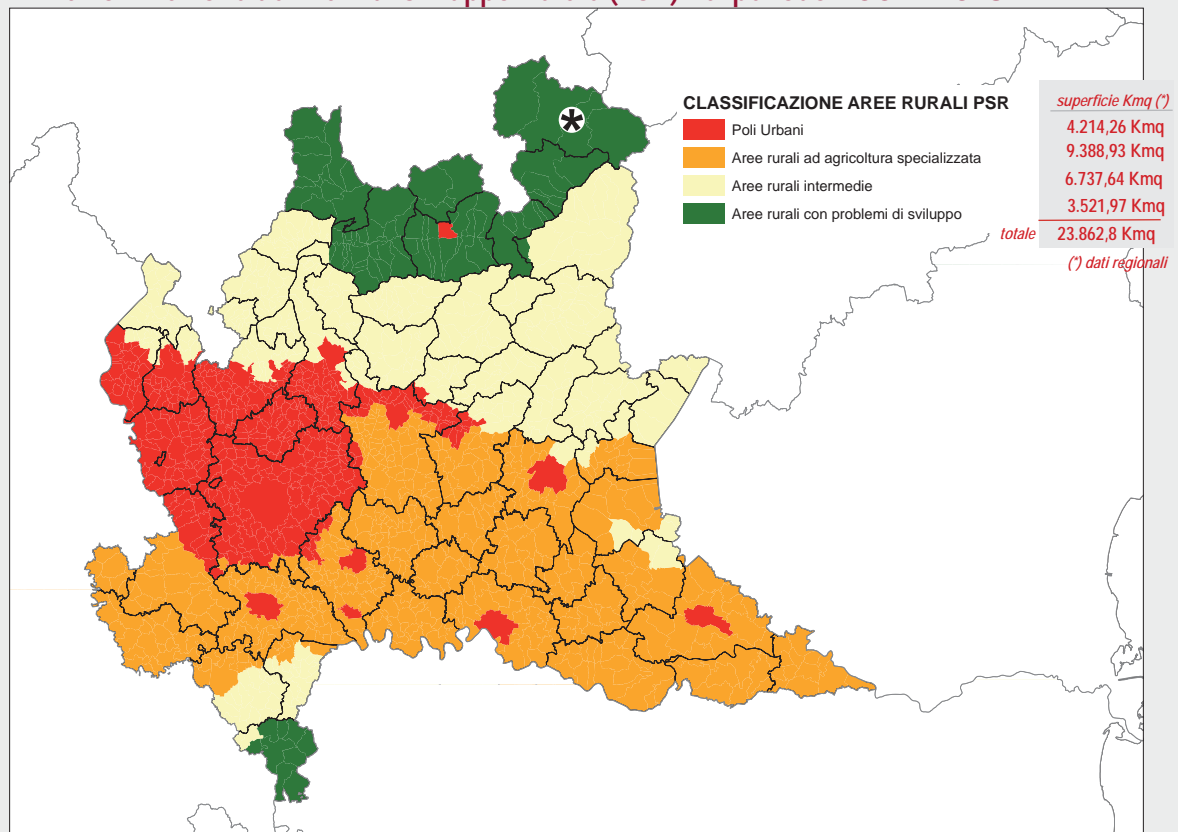 CLASSIFICAZIONE AREE RURALI PSR
superficie Kmq (*)
Poli Urbani
4.214,26 Kmq
Aree rurali ad agricoltura specializzata
9.388,93 Kmq
Aree rurali intermedie
6.737,64 Kmq
Aree rurali con problemi di sviluppo
3.521,97 Kmq
totale 23.862,8 Kmq
(*) dati regionali
*